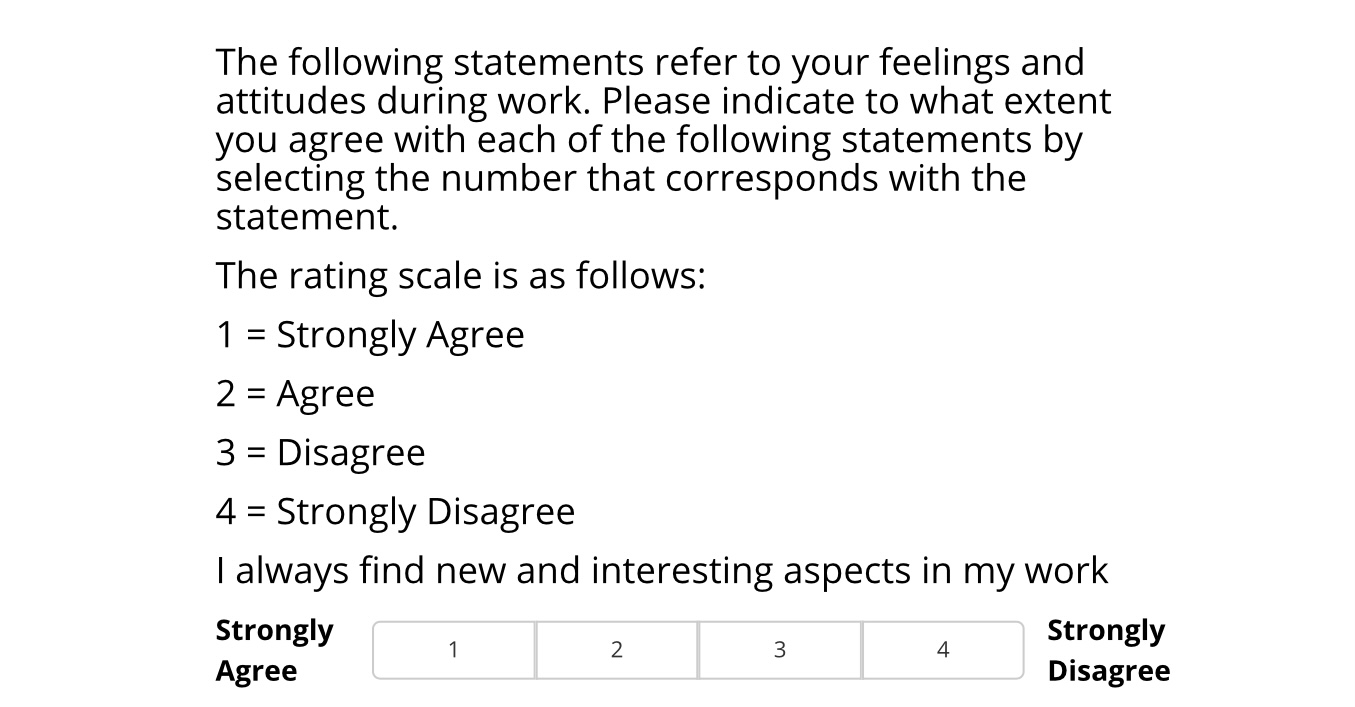 The following statements refer to your feelings and
attitudes during work. Please indicate to what extent
you agree with each of the following statements by
selecting the number that corresponds with the
statement.
The rating scale is as follows:
1 = Strongly Agree
2 = Agree
3 = Disagree
4 = Strongly Disagree
I always find new and interesting aspects in my work
Strongly Agree
1 2 3 4
Strongly Disagree